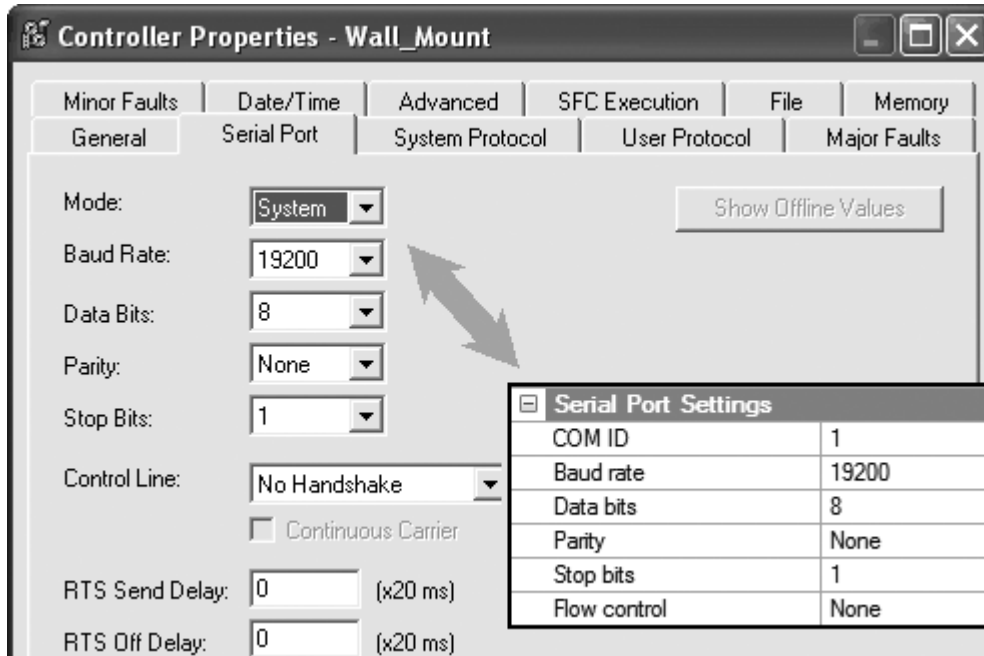 Controller Properties - Wall_Mount
Minor Faults Date/Time Advanced SFC Execution File Memory
General Serial Port System Protocol User Protocol Major Faults
Mode: System Show Offline Values
Baud Rate: 19200
Data Bits: 8
Parity: None
Stop Bits: 1
Control Line: No Handshake
Continuous Carrier
RTS Send Delay: 0 (x20 ms)
RTS Off Delay: 0 (x20 ms)
Serial Port Settings
COM ID 1
Baud rate 19200
Data bits 8
Parity None
Stop bits 1
Flow control None